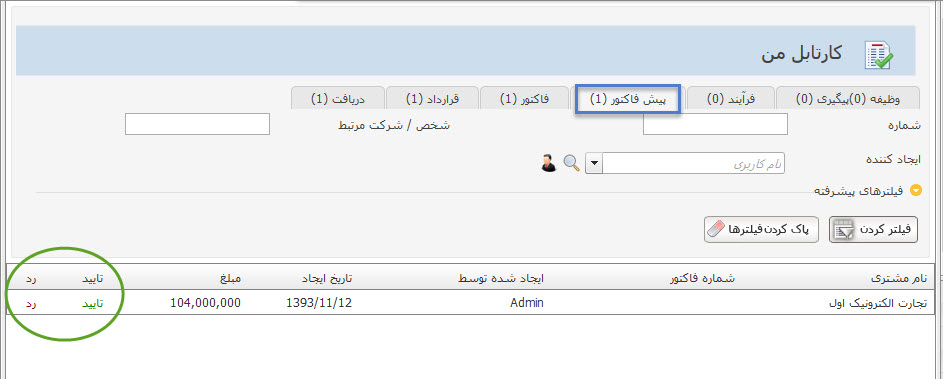 کارتابل من
وظیفه (0)پیگیری (0) فرآیند (0) پیش فاکتور (1) فاکتور (1) قرارداد (1) دریافت (1)
شماره شخص / شرکت مرتبط
ایجاد کننده نام کاربری
فیلترهای پیشرفته
فیلتر کردن پاک کردن فیلترها
نام مشتری شماره فاکتور ایجاد شده توسط تاریخ ایجاد مبلغ تایید رد
تجارت الکترونیک اول Admin 1393/11/12 104,000,000 تایید رد